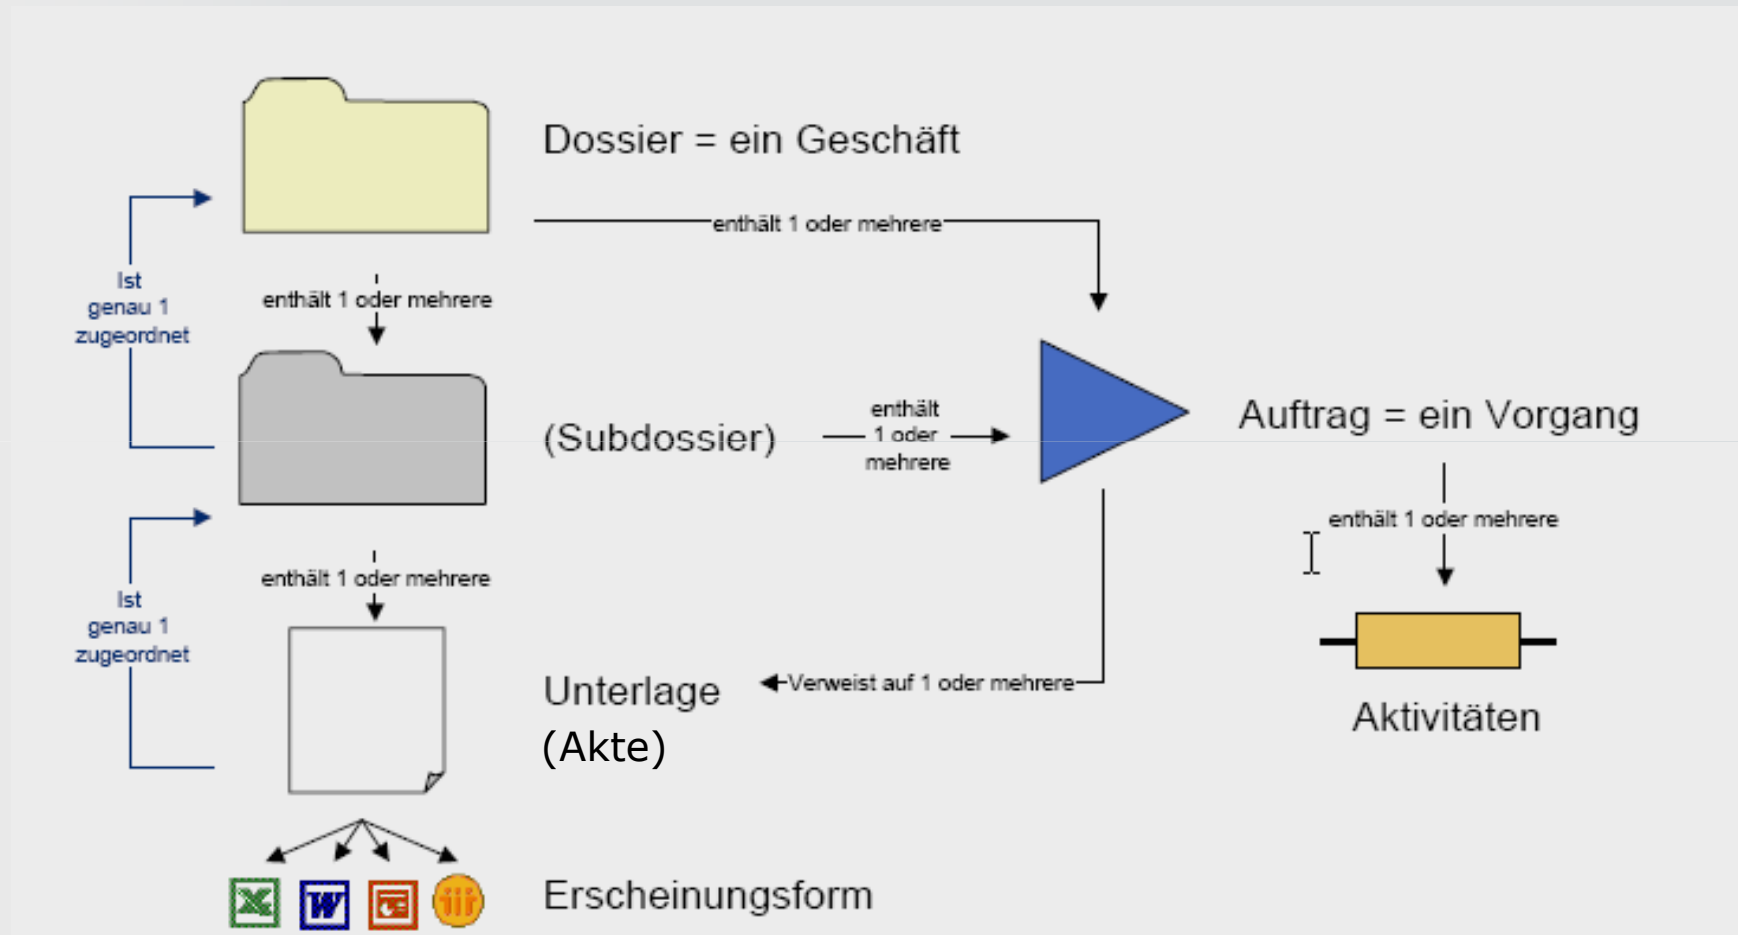 Dossier = ein Geschäft
enthält 1 oder mehrere
Ist
genau 1
zugeordnet
enthält 1 oder mehrere
(Subdossier)
enthält
1 oder
mehrere
Auftrag = ein Vorgang
enthält 1 oder mehrere
Ist
genau 1
zugeordnet
enthält 1 oder mehrere
Unterlage
(Akte)
Verweist auf 1 oder mehrere
Aktivitäten
X
W
Erscheinungsform